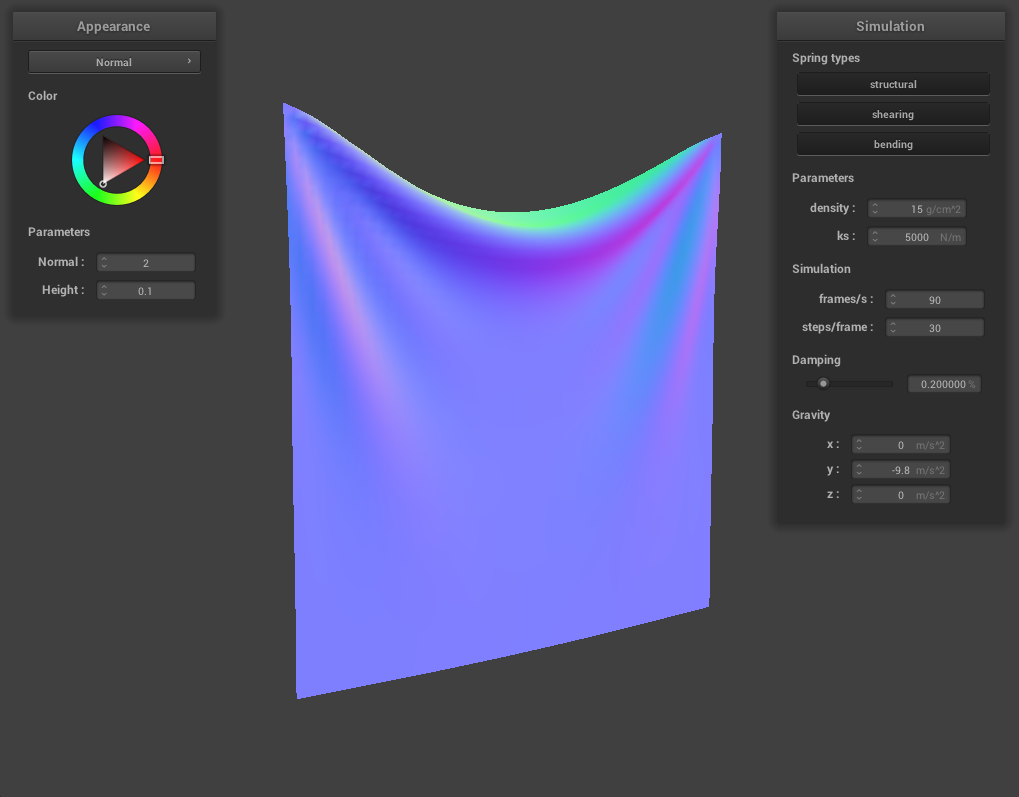 Appearance
Normal ›
Color
Parameters
Normal : 2
Height : 0.1
Simulation
Spring types
structural
shearing
bending
Parameters
density : 15 g/cm^2
ks : 5000 N/m
Simulation
frames/s : 90
steps/frame : 30
Damping
0.200000 %
Gravity
x : 0 m/s^2
y : -9.8 m/s^2
z : 0 m/s^2